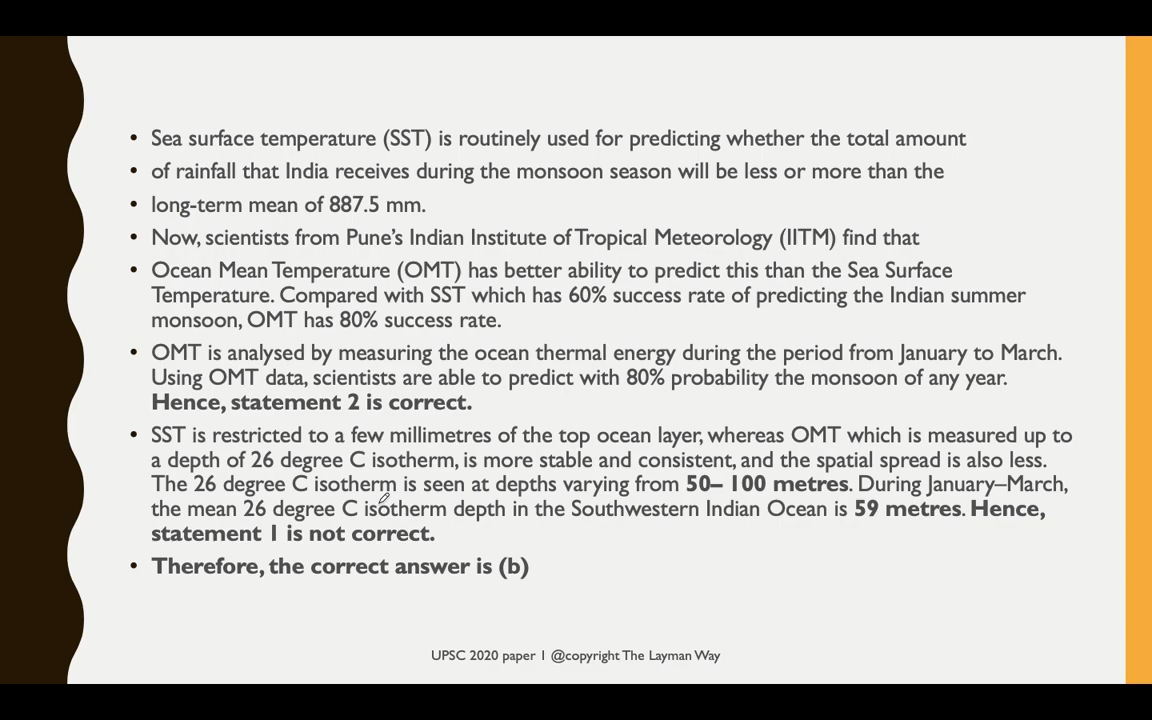 • Sea surface temperature (SST) is routinely used for predicting whether the total amount
• of rainfall that India receives during the monsoon season will be less or more than the
• long-term mean of 887.5 mm.
• Now, scientists from Pune's Indian Institute of Tropical Meteorology (IITM) find that
• Ocean Mean Temperature (OMT) has better ability to predict this than the Sea Surface
Temperature. Compared with SST which has 60% success rate of predicting the Indian summer
monsoon, OMT has 80% success rate.
• OMT is analysed by measuring the ocean thermal energy during the period from January to March.
Using OMT data, scientists are able to predict with 80% probability the monsoon of any year.
Hence, statement 2 is correct.
• SST is restricted to a few millimetres of the top ocean layer, whereas OMT which is measured up to
a depth of 26 degree C isotherm, is more stable and consistent, and the spatial spread is also less.
The 26 degree C isotherm is seen at depths varying from 50– 100 metres. During January–March,
the mean 26 degree C isotherm depth in the Southwestern Indian Ocean is 59 metres. Hence,
statement 1 is not correct.
• Therefore, the correct answer is (b)
UPSC 2020 paper 1 @copyright The Layman Way